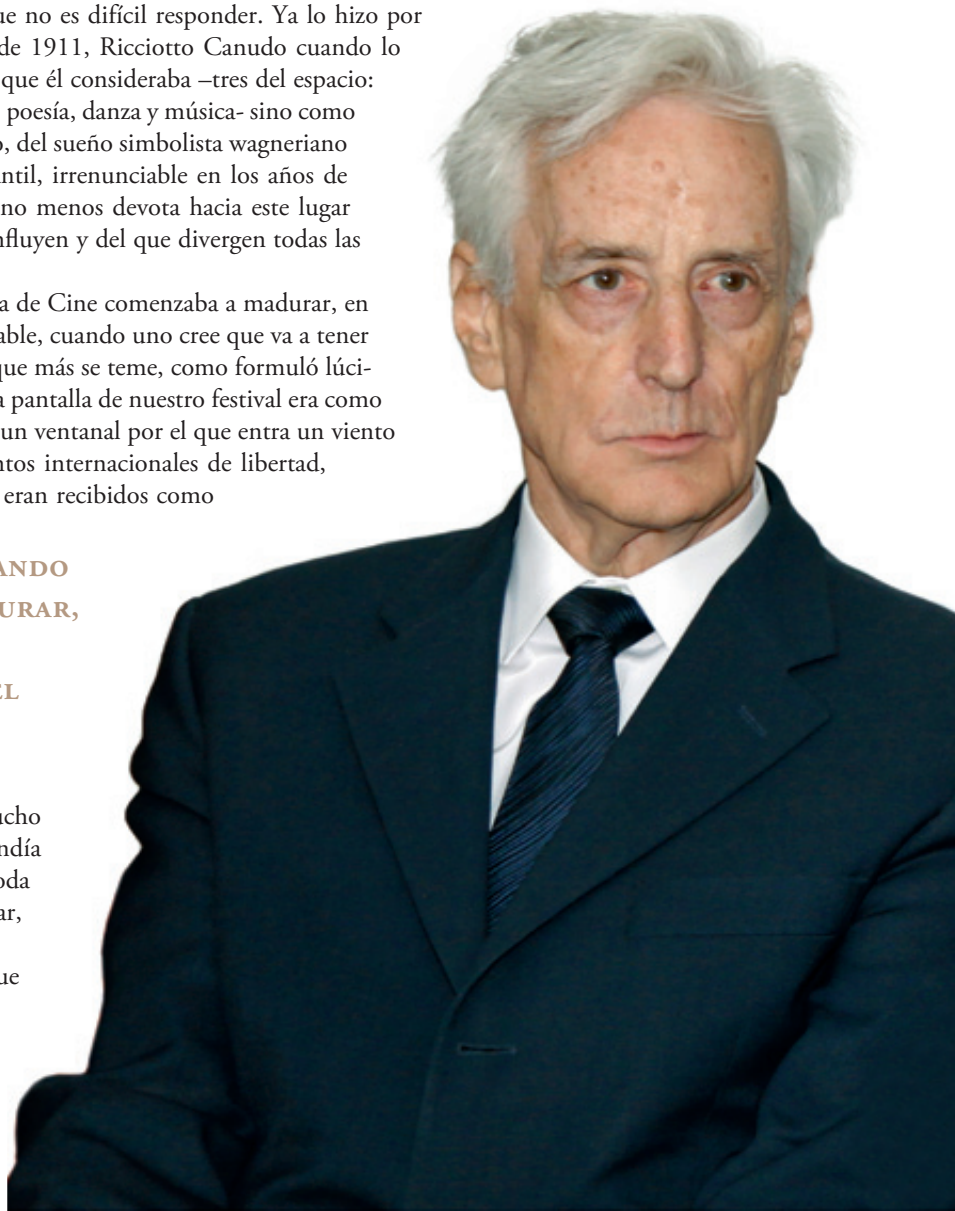 ue no es difícil responder. Ya lo hizo por
de 1911, Ricciotto Canudo cuando lo
que él consideraba –tres del espacio:
poesía, danza y música- sino como
o, del sueño simbolista wagneriano
antil, irrenunciable en los años de
no menos devota hacia este lugar
nfluyen y del que divergen todas las
a de Cine comenzaba a madurar, en
able, cuando uno cree que va a tener
que más se teme, como formuló lúci-
a pantalla de nuestro festival era como
un ventanal por el que entra un viento
ntos internacionales de libertad,
eran recibidos como
ANDO
URAR,
EL
ucho
ndía
oda
ar,
ue